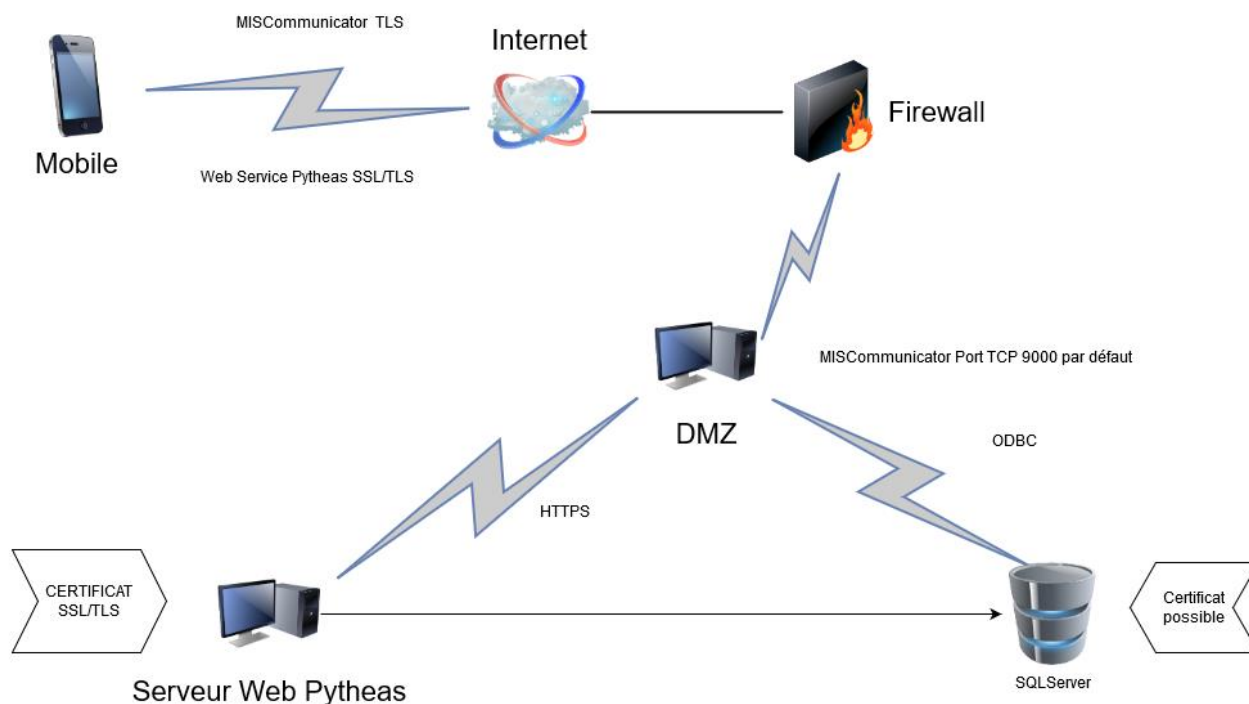 MISCommunicator TLS
Internet
Firewall
Mobile
Web Service Pytheas SSL/TLS
MISCommunicator Port TCP 9000 par défaut
DMZ
ODBC
HTTPS
CERTIFICAT
SSL/TLS
Certificat
possible
Serveur Web Pytheas
SQLServer